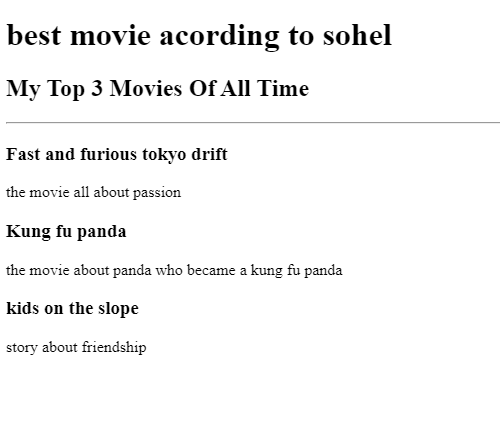 best movie acording to sohel
My Top 3 Movies Of All Time
Fast and furious tokyo drift
the movie all about passion
Kung fu panda
the movie about panda who became a kung fu panda
kids on the slope
story about friendship